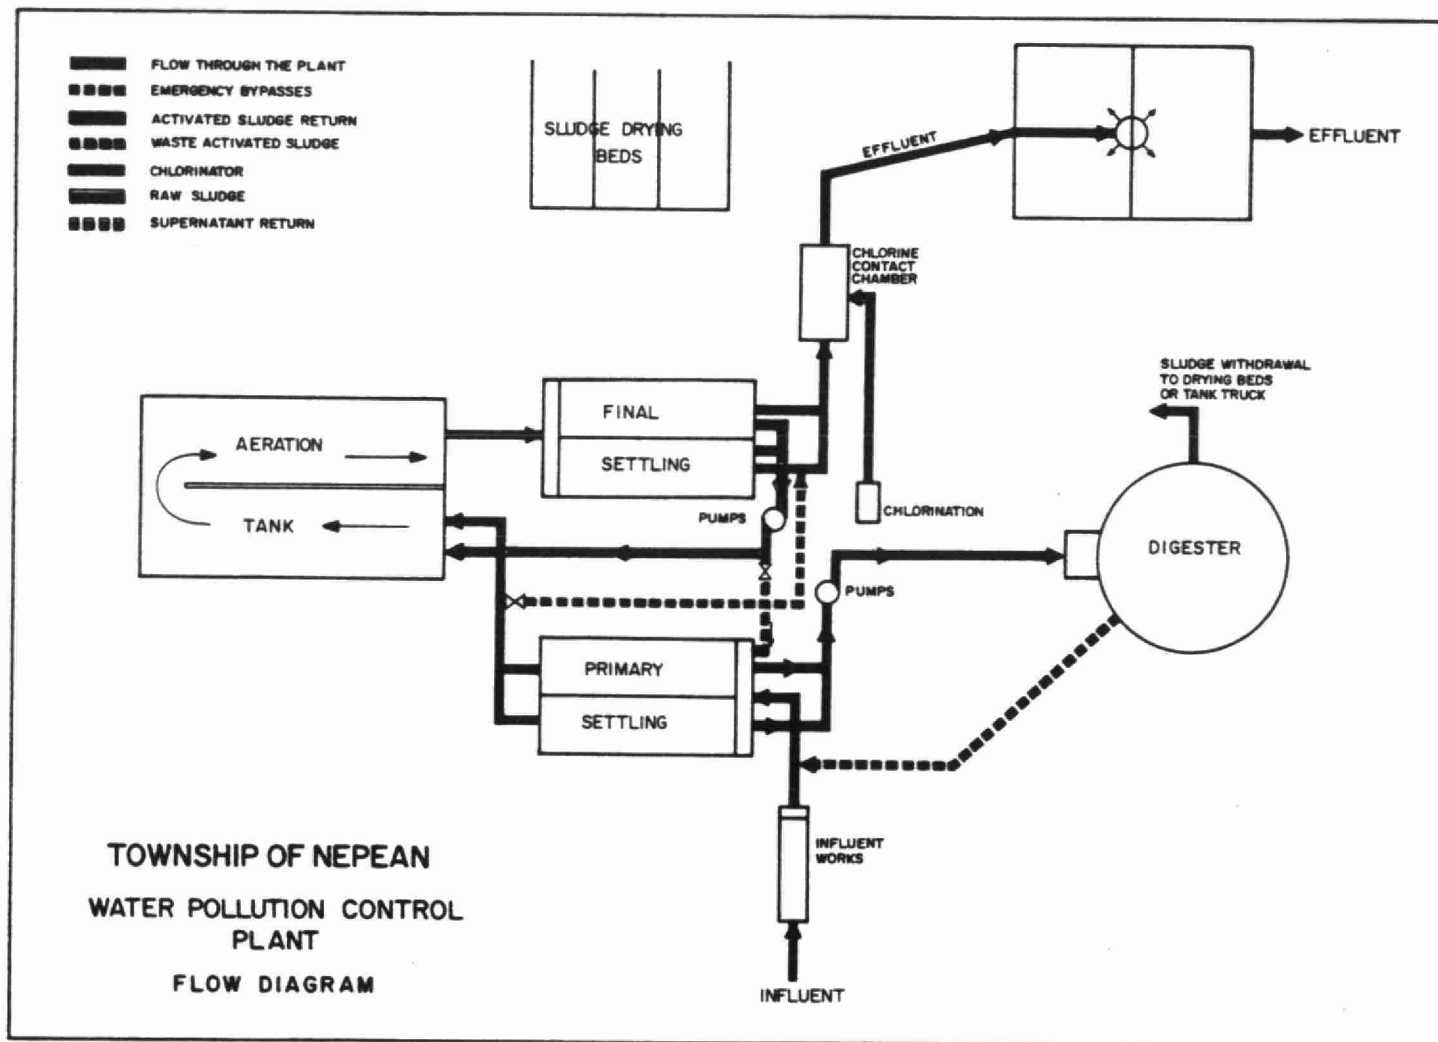 FLOW THROUGH THE PLANT
EMERGENCY BYPASSES
ACTIVATED SLUDGE RETURN
WASTE ACTIVATED SLUDGE
CHLORINATOR
RAW SLUDGE
SUPERNATANT RETURN
SLUDGE DRYING
BEDS
EFFLUENT
EFFLUENT
CHLORINE
CONTACT
CHAMBER
SLUDGE WITHDRAWAL
TO DRYING BEDS
OR TANK TRUCK
AERATION
TANK
FINAL
SETTLING
PUMPS
CHLORINATION
DIGESTER
PUMPS
PRIMARY
SETTLING
INFLUENT
WORKS
INFLUENT
TOWNSHIP OF NEPEAN
WATER POLLUTION CONTROL
PLANT
FLOW DIAGRAM